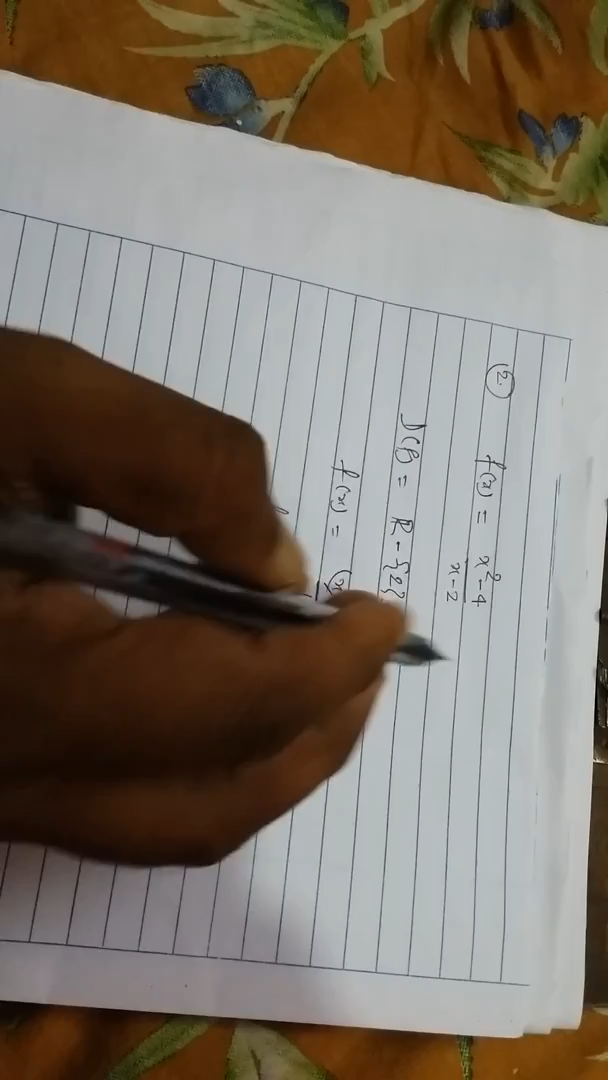 (2) f(x) = x²-4 / x-2
D(f) = R - {2}
f(x) = (x